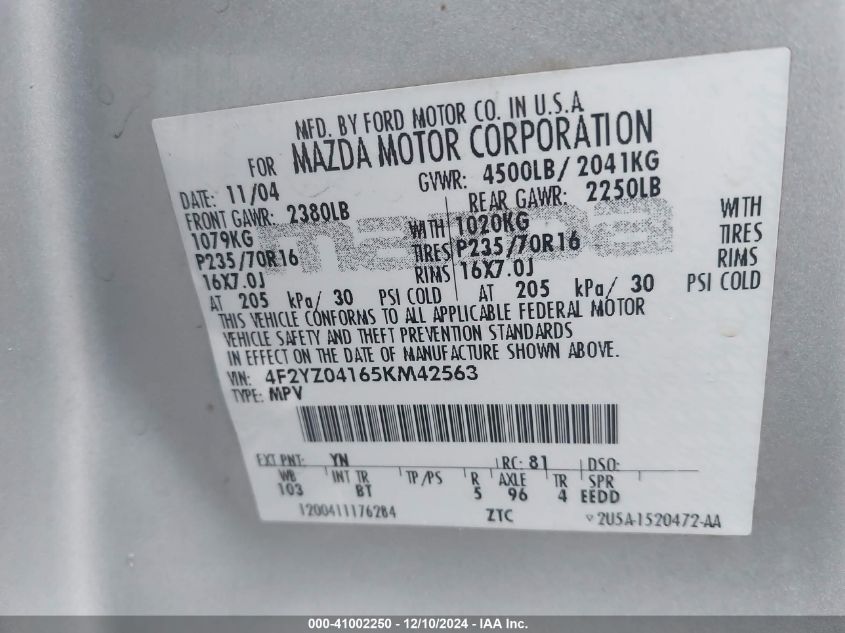 MFD. BY FORD MOTOR CO. IN U.S.A
FOR MAZDA MOTOR CORPORATION
DATE: 11/04 GVWR: 4500LB/ 2041KG
FRONT GAWR: 2380LB REAR GAWR: 2250LB
1079KG WITH 1020KG WITH
P235/70R16 TIRES P235/70R16 TIRES
16X7.0J RIMS 16X7.0J RIMS
AT 205 kPa/ 30 PSI COLD AT 205 kPa/ 30 PSI COLD
THIS VEHICLE CONFORMS TO ALL APPLICABLE FEDERAL MOTOR
VEHICLE SAFETY AND THEFT PREVENTION STANDARDS
IN EFFECT ON THE DATE OF MANUFACTURE SHOWN ABOVE.
VIN: 4F2YZ04165KM42563
TYPE: MPV
EXT PNT: YN RC: 81 DSO:
WB INT TR TP/PS R AXLE TR SPR
103 BT 5 96 4 EEDD
1200411176284 ZTC 2U5A-1520472-AA
mazda
000-41002250 - 12/10/2024 - IAA Inc.